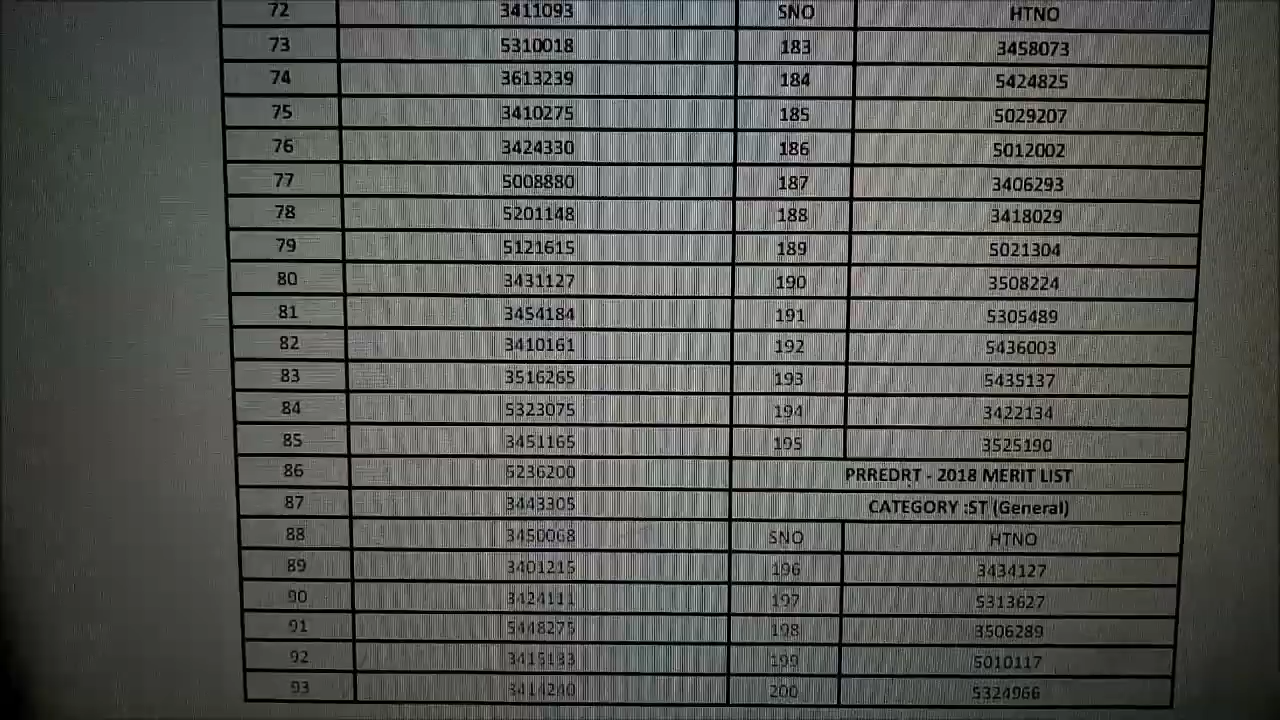 72 3411093 SNO HTNO
73 5310018 183 3458073
74 3613239 184 5424825
75 3410275 185 5029207
76 3424330 186 5012002
77 5008880 187 3406293
78 5201148 188 3418029
79 5121615 189 5021304
80 3431127 190 3508224
81 3454184 191 5305489
82 3410161 192 5436003
83 3516265 193 5435137
84 5323075 194 3422134
85 3451165 195 3525190
86 5236200 PRREDRT - 2018 MERIT LIST
87 3443305 CATEGORY :ST (General)
88 3450068 SNO HTNO
89 3401215 196 3434127
90 3424111 197 5313627
91 5448275 198 3506289
92 3415133 199 5010117
93 3414240 200 5324966